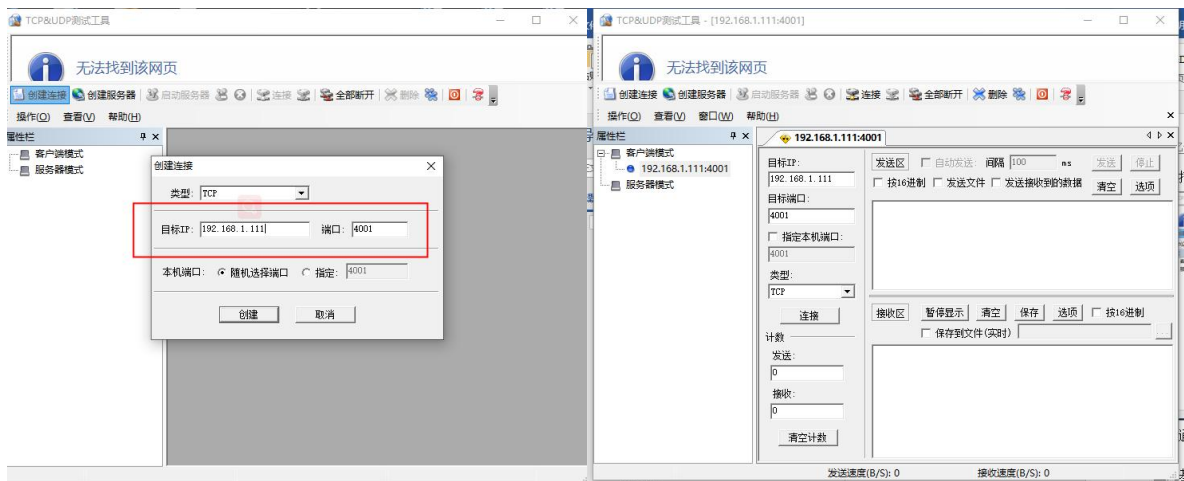 TCP&UDP测试工具
无法找到该网页
创建连接 创建服务器 启动服务器 连接 全部断开 删除
操作(O) 查看(V) 帮助(H)
属性栏
客户端模式
服务器模式
创建连接
类型: TCP
目标IP: 192.168.1.111 端口: 4001
本机端口: 随机选择端口 指定: 4001
创建 取消
TCP&UDP测试工具 - [192.168.1.111:4001]
无法找到该网页
创建连接 创建服务器 启动服务器 连接 全部断开 删除
操作(O) 查看(V) 窗口(W) 帮助(H)
属性栏
客户端模式
192.168.1.111:4001
服务器模式
192.168.1.111:4001
目标IP:
192.168.1.111
目标端口:
4001
指定本机端口:
4001
类型:
TCP
连接
计数
发送:
0
接收:
0
清空计数
发送区 自动发送: 间隔 100 ms 发送 停止
按16进制 发送文件 发送接收到的数据 清空 选项
接收区 暂停显示 清空 保存 选项 按16进制
保存到文件(实时) ...
发送速度(B/S): 0 接收速度(B/S): 0